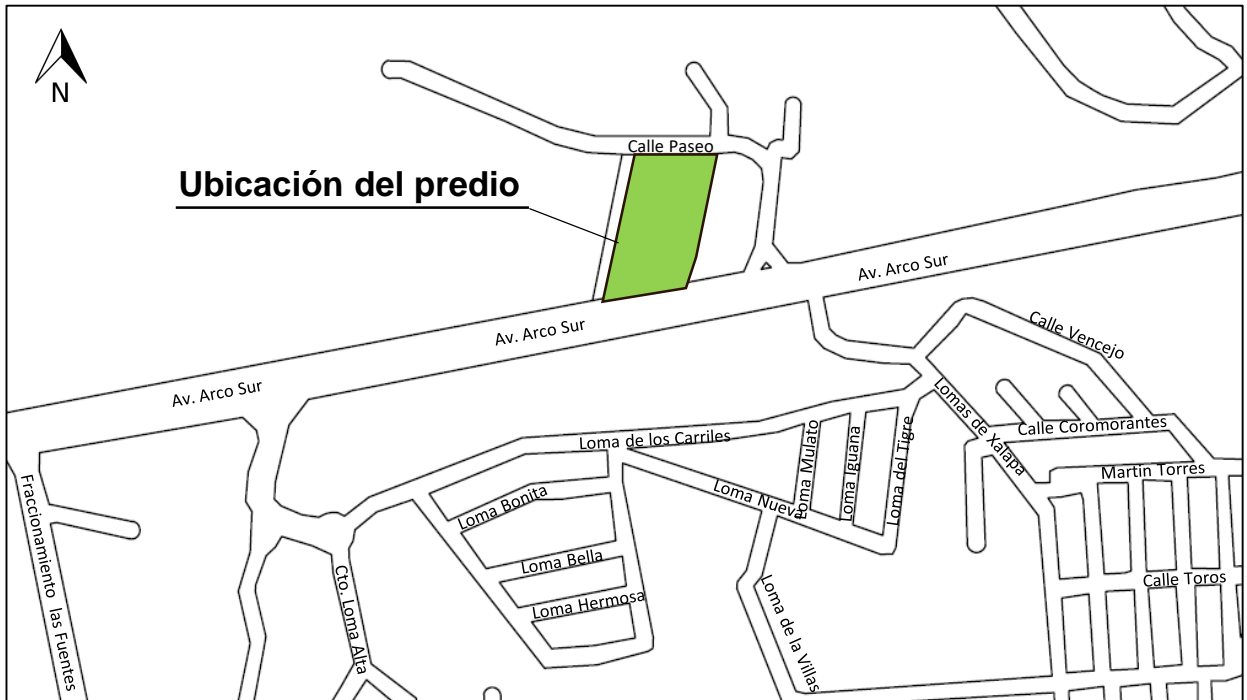 N
Calle Paseo
Ubicación del predio
Av. Arco Sur
Av. Arco Sur
Av. Arco Sur
Calle Vencejo
Lomas de Xalapa
Calle Coromorantes
Loma de los Carriles
Loma Mulato
Loma Iguana
Loma del Tigre
Martin Torres
Fraccionamiento las Fuentes
Loma Bonita
Loma Nueva
Loma Bella
Cto. Loma Alta
Calle Toros
Loma Hermosa
Loma de la Villas